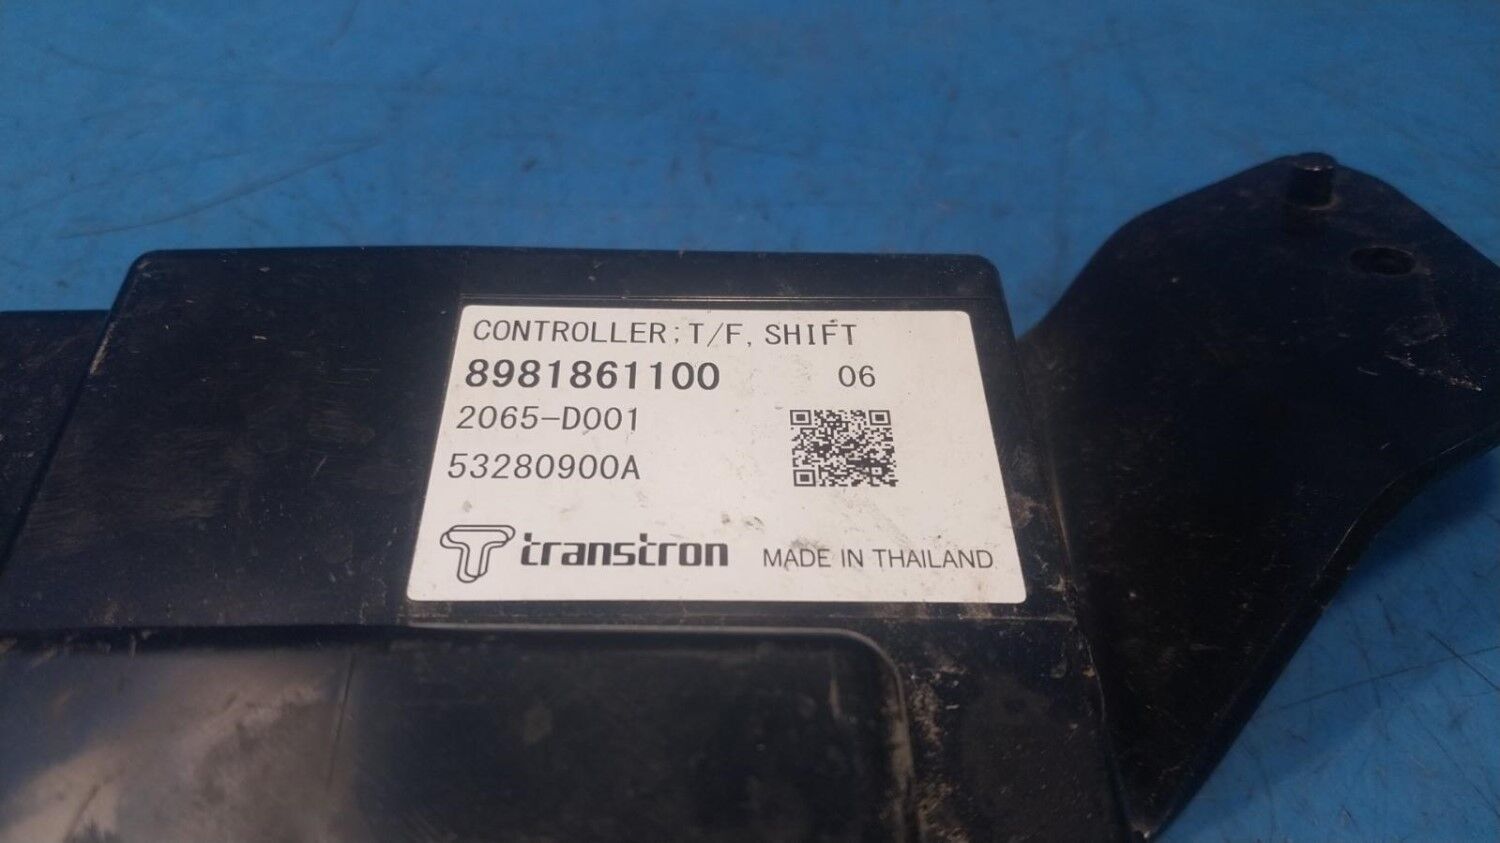 CONTROLLER;T/F, SHIFT
8981861100 06
2065-D001
53280900A
transtron MADE IN THAILAND